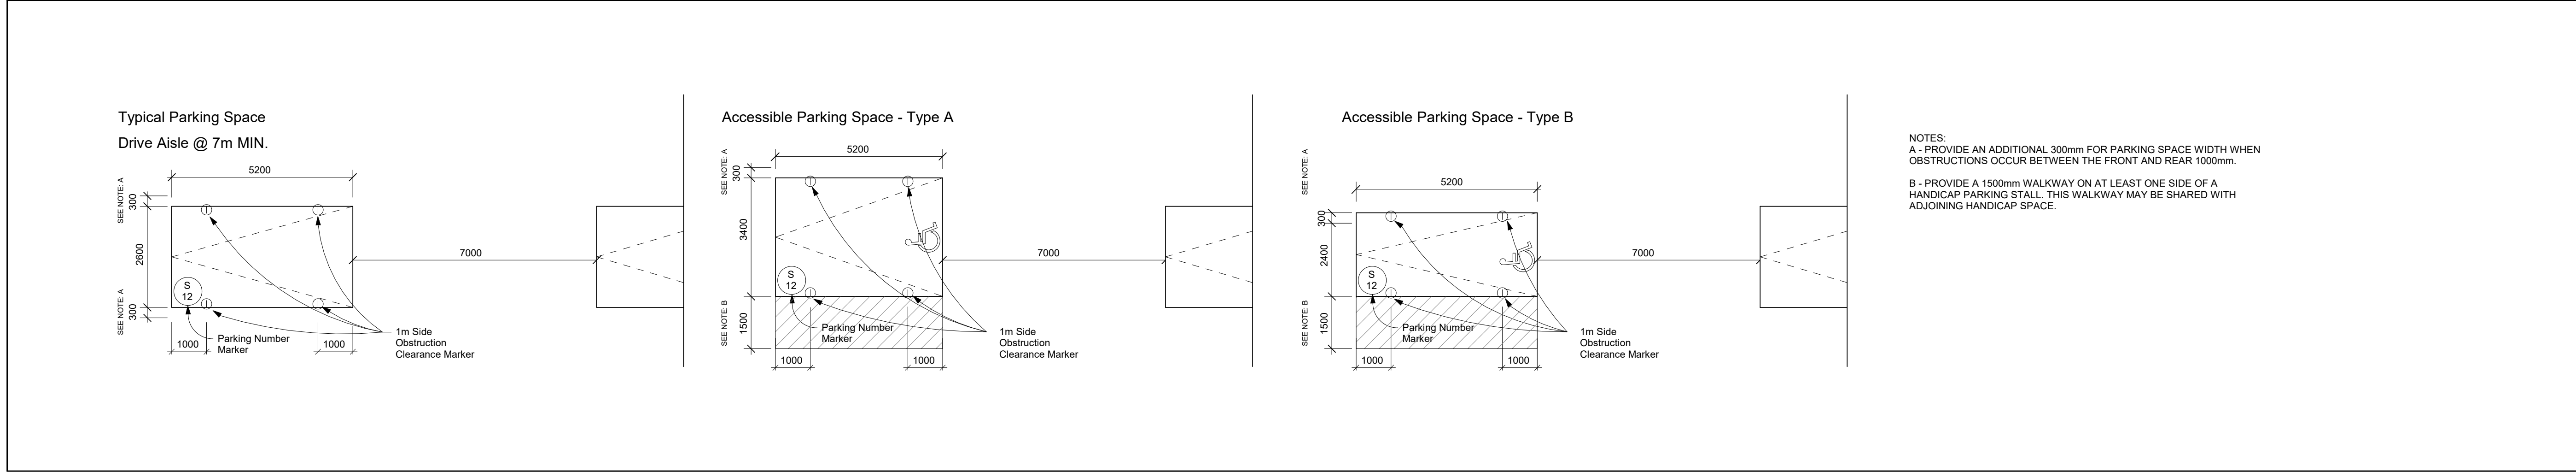 Typical Parking Space
Drive Aisle @ 7m MIN.
5200
SEE NOTE: A
300
2600
300
SEE NOTE: A
S
12
7000
1000
Parking Number
Marker
1000
1m Side
Obstruction
Clearance Marker
Accessible Parking Space - Type A
5200
SEE NOTE: A
300
3400
SEE NOTE: B
1500
S
12
7000
Parking Number
Marker
1000
1000
1m Side
Obstruction
Clearance Marker
Accessible Parking Space - Type B
SEE NOTE: A
5200
300
2400
SEE NOTE: B
1500
S
12
7000
Parking Number
Marker
1000
1000
1m Side
Obstruction
Clearance Marker
NOTES:
A - PROVIDE AN ADDITIONAL 300mm FOR PARKING SPACE WIDTH WHEN
OBSTRUCTIONS OCCUR BETWEEN THE FRONT AND REAR 1000mm.
B - PROVIDE A 1500mm WALKWAY ON AT LEAST ONE SIDE OF A
HANDICAP PARKING STALL. THIS WALKWAY MAY BE SHARED WITH
ADJOINING HANDICAP SPACE.